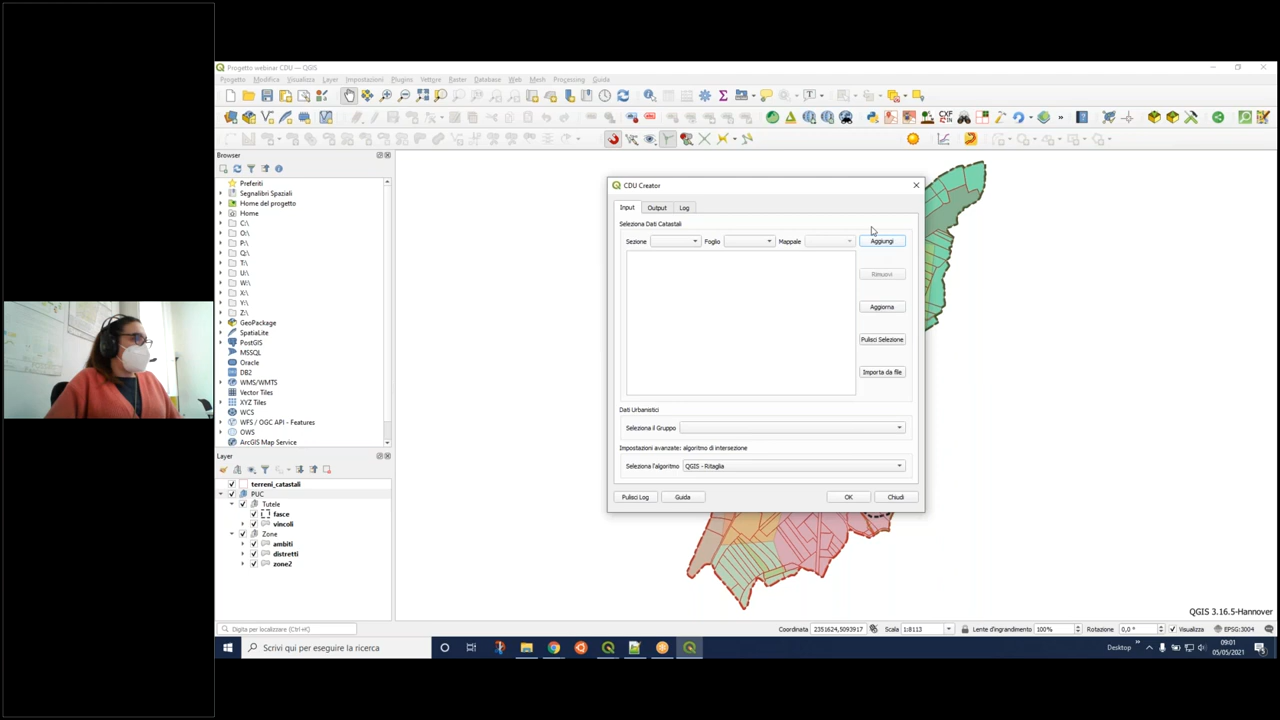 Progetto webinar CDU — QGIS
Progetto Modifica Visualizza Layer Impostazioni Plugins Vettore Raster Database Web Mesh Processing Guida
Browser
Preferiti
Segnalibri Spaziali
Home del progetto
Home
C:\
O:\
P:\
Q:\
T:\
U:\
W:\
X:\
Y:\
Z:\
GeoPackage
SpatiaLite
PostGIS
MSSQL
Oracle
DB2
WMS/WMTS
Vector Tiles
XYZ Tiles
WCS
WFS / OGC API - Features
OWS
ArcGIS Map Service
Layer
terreni_catastali
PUC
Tutele
fasce
vincoli
Zone
ambiti
distretti
zone2
CDU Creator
Input Output Log
Seleziona Dati Catastali
Sezione Foglio Mappale Aggiungi
Rimuovi
Aggiorna
Pulisci Selezione
Importa da file
Dati Urbanistici
Seleziona il Gruppo
Impostazioni avanzate: algoritmo di intersezione
Seleziona l'algoritmo QGIS - Ritaglia
Pulisci Log Guida OK Chiudi
QGIS 3.16.5-Hannover
Digita per localizzare (Ctrl+K) Coordinata 2351624,5093917 Scala 1:8113 Lente d'ingrandimento 100% Rotazione 0,0 ° Visualizza EPSG:3004
Scrivi qui per eseguire la ricerca Desktop 09:01
05/05/2021